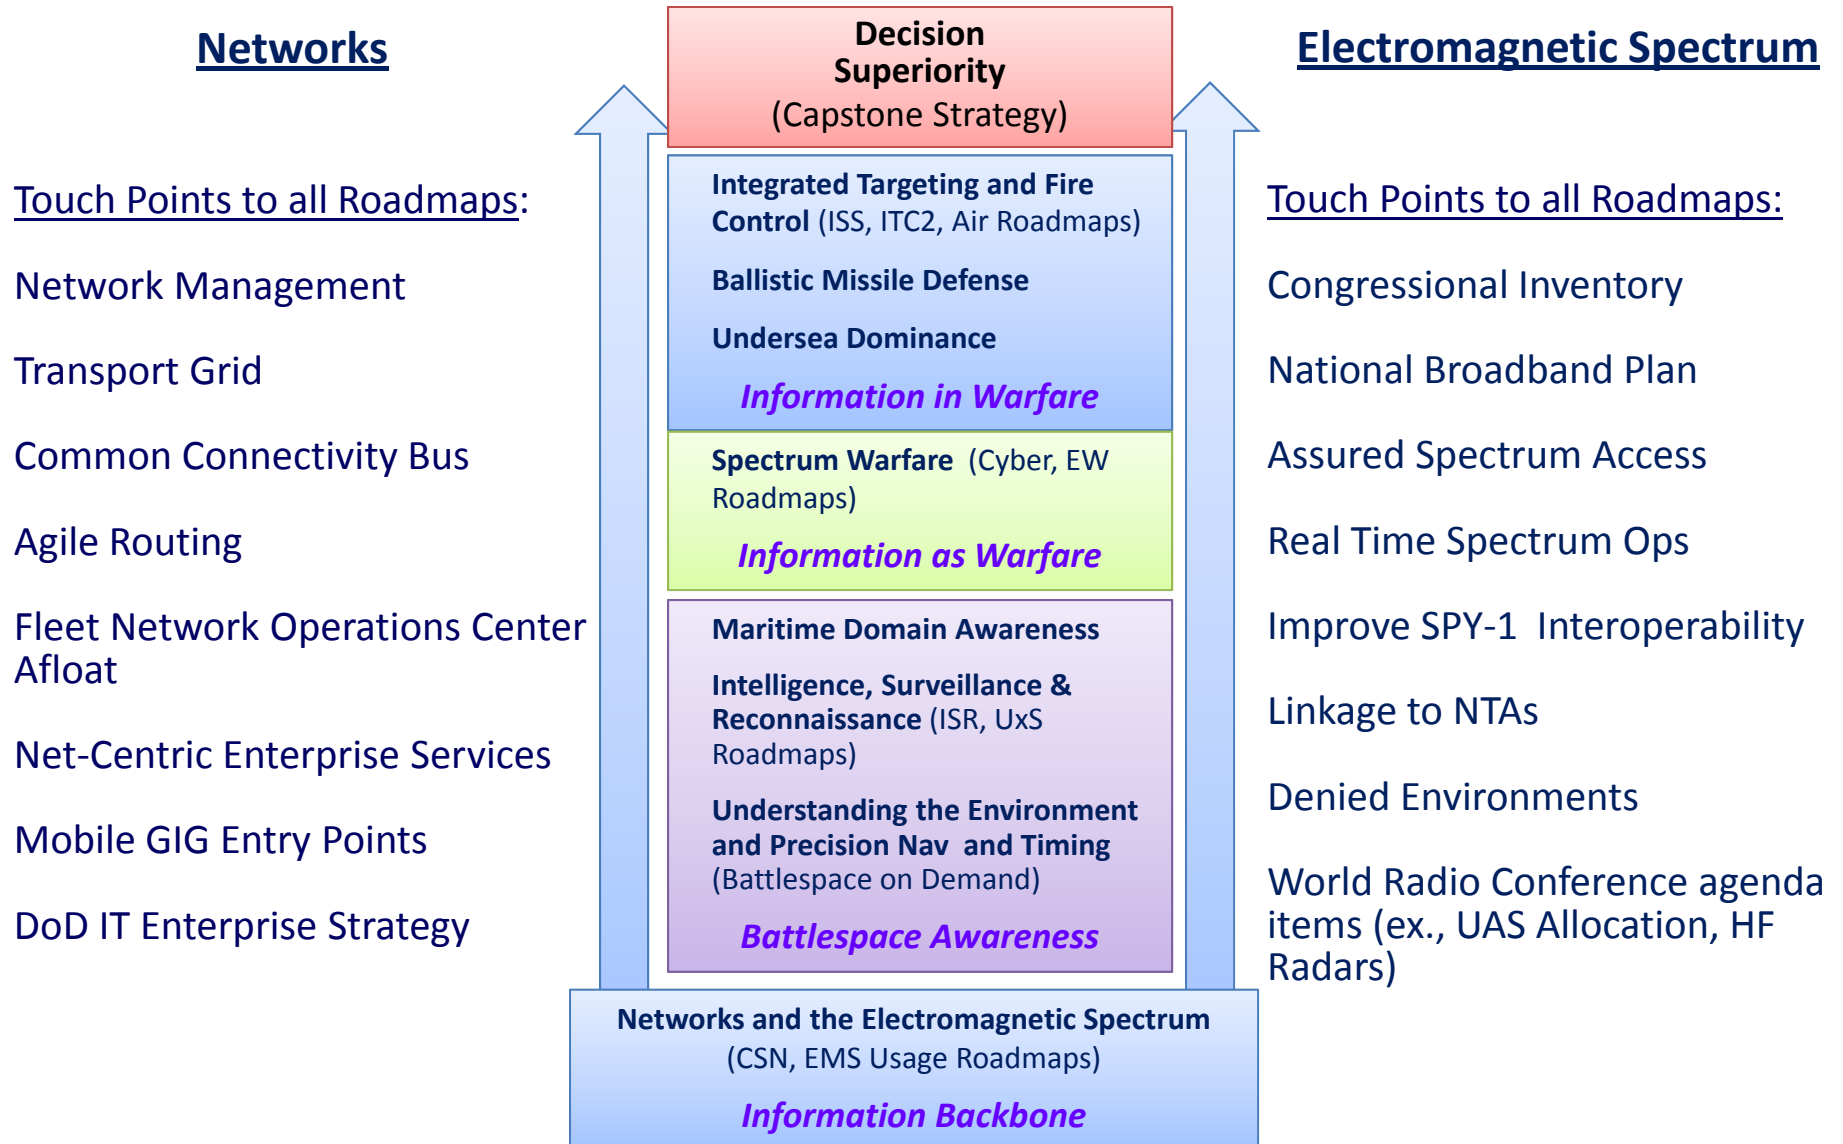 Networks
Touch Points to all Roadmaps:
Network Management
Transport Grid
Common Connectivity Bus
Agile Routing
Fleet Network Operations Center
Afloat
Net-Centric Enterprise Services
Mobile GIG Entry Points
DoD IT Enterprise Strategy
Decision
Superiority
(Capstone Strategy)
Integrated Targeting and Fire
Control (ISS, ITC2, Air Roadmaps)
Ballistic Missile Defense
Undersea Dominance
Information in Warfare
Spectrum Warfare (Cyber, EW
Roadmaps)
Information as Warfare
Maritime Domain Awareness
Intelligence, Surveillance &
Reconnaissance (ISR, UxS
Roadmaps)
Understanding the Environment
and Precision Nav and Timing
(Battlespace on Demand)
Battlespace Awareness
Networks and the Electromagnetic Spectrum
(CSN, EMS Usage Roadmaps)
Information Backbone
Electromagnetic Spectrum
Touch Points to all Roadmaps:
Congressional Inventory
National Broadband Plan
Assured Spectrum Access
Real Time Spectrum Ops
Improve SPY-1 Interoperability
Linkage to NTAs
Denied Environments
World Radio Conference agenda
items (ex., UAS Allocation, HF
Radars)